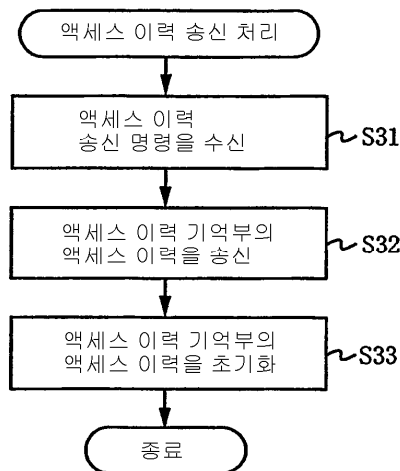 액세스 이력 송신 처리
액세스 이력
송신 명령을 수신
S31
액세스 이력 기억부의
액세스 이력을 송신
S32
액세스 이력 기억부의
액세스 이력을 초기화
S33
종료